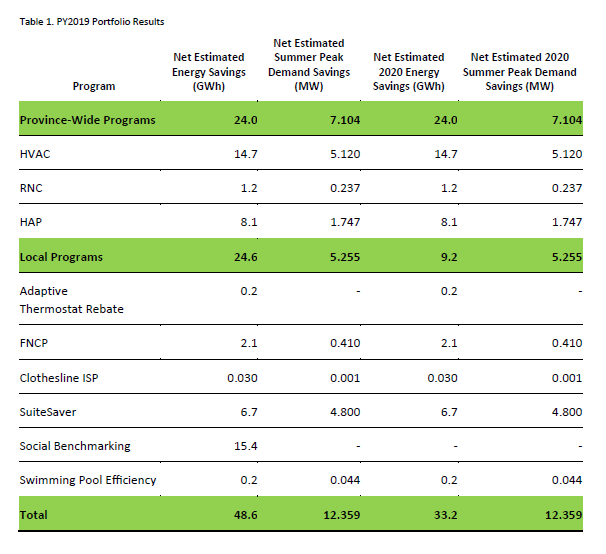 Table 1. PY2019 Portfolio Results
Program Net Estimated Energy Savings (GWh) Net Estimated Summer Peak Demand Savings (MW) Net Estimated 2020 Energy Savings (GWh) Net Estimated 2020 Summer Peak Demand Savings (MW)
Province-Wide Programs 24.0 7.104 24.0 7.104
HVAC 14.7 5.120 14.7 5.120
RNC 1.2 0.237 1.2 0.237
HAP 8.1 1.747 8.1 1.747
Local Programs 24.6 5.255 9.2 5.255
Adaptive 0.2 - 0.2 -
Thermostat Rebate
FNCP 2.1 0.410 2.1 0.410
Clothesline ISP 0.030 0.001 0.030 0.001
SuiteSaver 6.7 4.800 6.7 4.800
Social Benchmarking 15.4 - - -
Swimming Pool Efficiency 0.2 0.044 0.2 0.044
Total 48.6 12.359 33.2 12.359